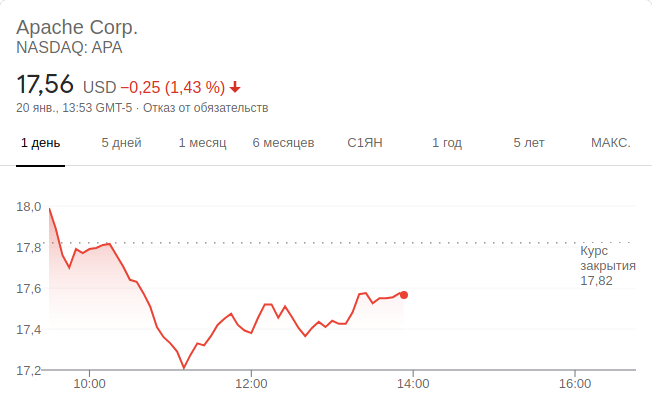 Apache Corp.
NASDAQ: APA
17,56 USD −0,25 (1,43 %)
20 янв., 13:53 GMT-5 · Отказ от обязательств
1 день 5 дней 1 месяц 6 месяцев С1ЯН 1 год 5 лет МАКС.
18,0
17,8
17,6
17,4
17,2
Курс
закрытия
17,82
10:00 12:00 14:00 16:00